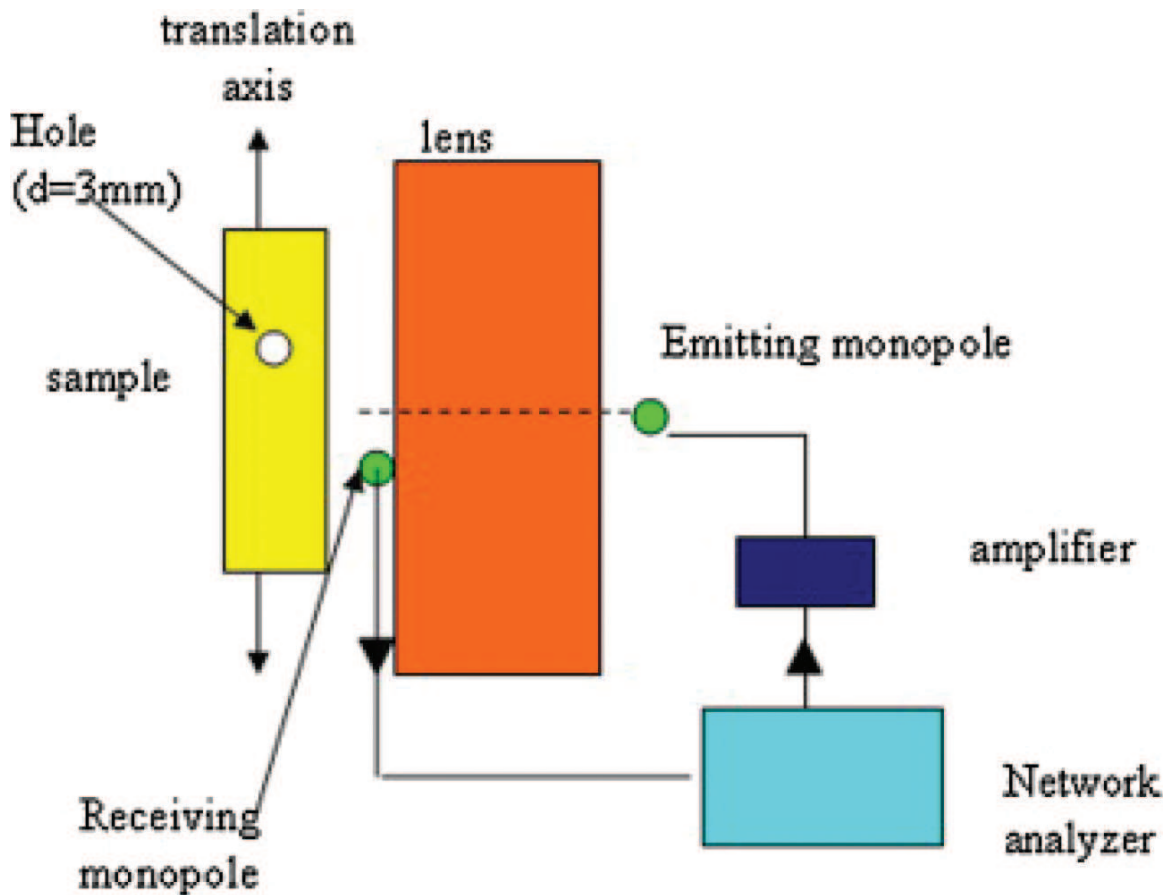 translation
axis
Hole
(d=3mm)
lens
sample
Emitting monopole
amplifier
Receiving
monopole
Network
analyzer